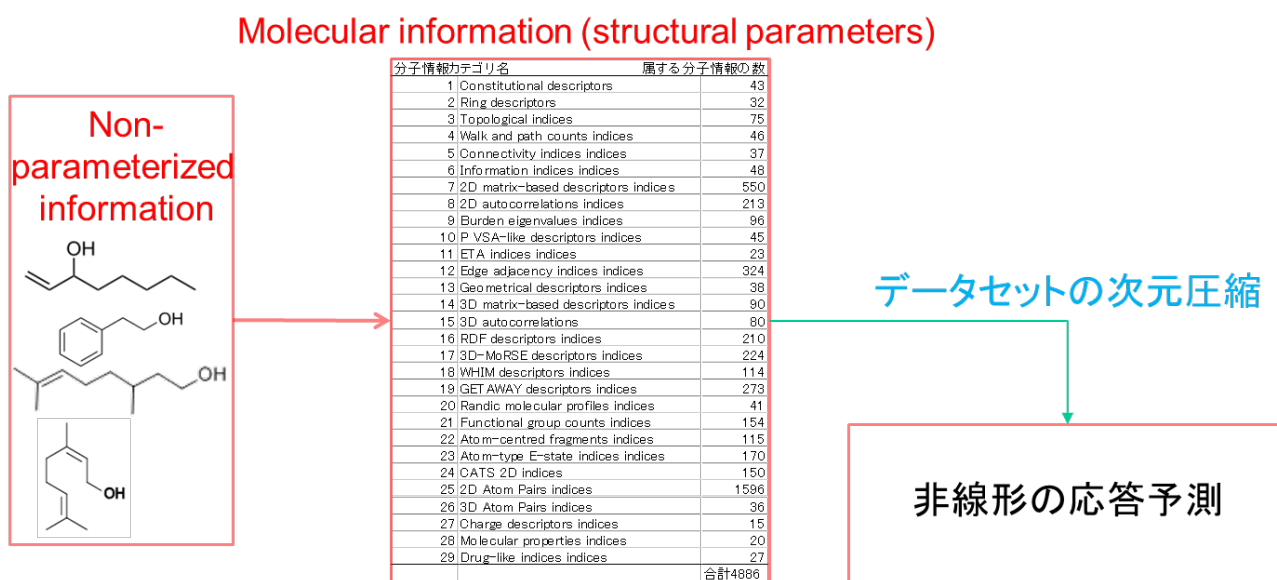 Molecular information (structural parameters)
Non-
parameterized
information
OH
OH
OH
OH
分子情報カテゴリ名 属する分子情報の数
1 Constitutional descriptors 43
2 Ring descriptors 32
3 Topological indices 75
4 Walk and path counts indices 46
5 Connectivity indices indices 37
6 Information indices indices 48
7 2D matrix-based descriptors indices 550
8 2D autocorrelations indices 213
9 Burden eigenvalues indices 96
10 P VSA-like descriptors indices 45
11 ETA indices indices 23
12 Edge adjacency indices indices 324
13 Geometrical descriptors indices 38
14 3D matrix-based descriptors indices 90
15 3D autocorrelations 80
16 RDF descriptors indices 210
17 3D-MoRSE descriptors indices 224
18 WHIM descriptors indices 114
19 GETAWAY descriptors indices 273
20 Randic molecular profiles indices 41
21 Functional group counts indices 154
22 Atom-centred fragments indices 115
23 Atom-type E-state indices indices 170
24 CATS 2D indices 150
25 2D Atom Pairs indices 1596
26 3D Atom Pairs indices 36
27 Charge descriptors indices 15
28 Molecular properties indices 20
29 Drug-like indices indices 27
合計4886
データセットの次元圧縮
非線形の応答予測